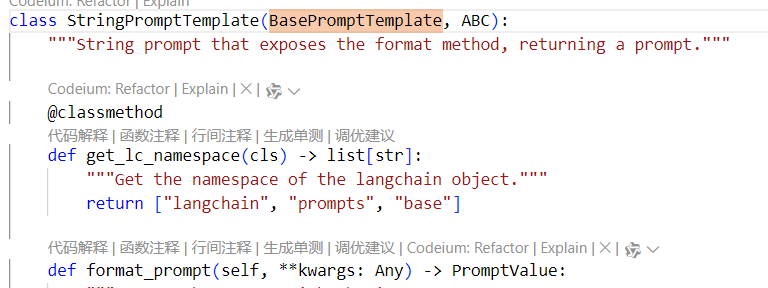 Codeium: Refactor | Explain
class StringPromptTemplate(BasePromptTemplate, ABC):
"""String prompt that exposes the format method, returning a prompt."""
Codeium: Refactor | Explain | X |
@classmethod
代码解释 | 函数注释 | 行间注释 | 生成单测 | 调优建议
def get_lc_namespace(cls) -> list[str]:
"""Get the namespace of the langchain object."""
return ["langchain", "prompts", "base"]
代码解释 | 函数注释 | 行间注释 | 生成单测 | 调优建议 | Codeium: Refactor | Explain | X |
def format_prompt(self, **kwargs: Any) -> PromptValue: